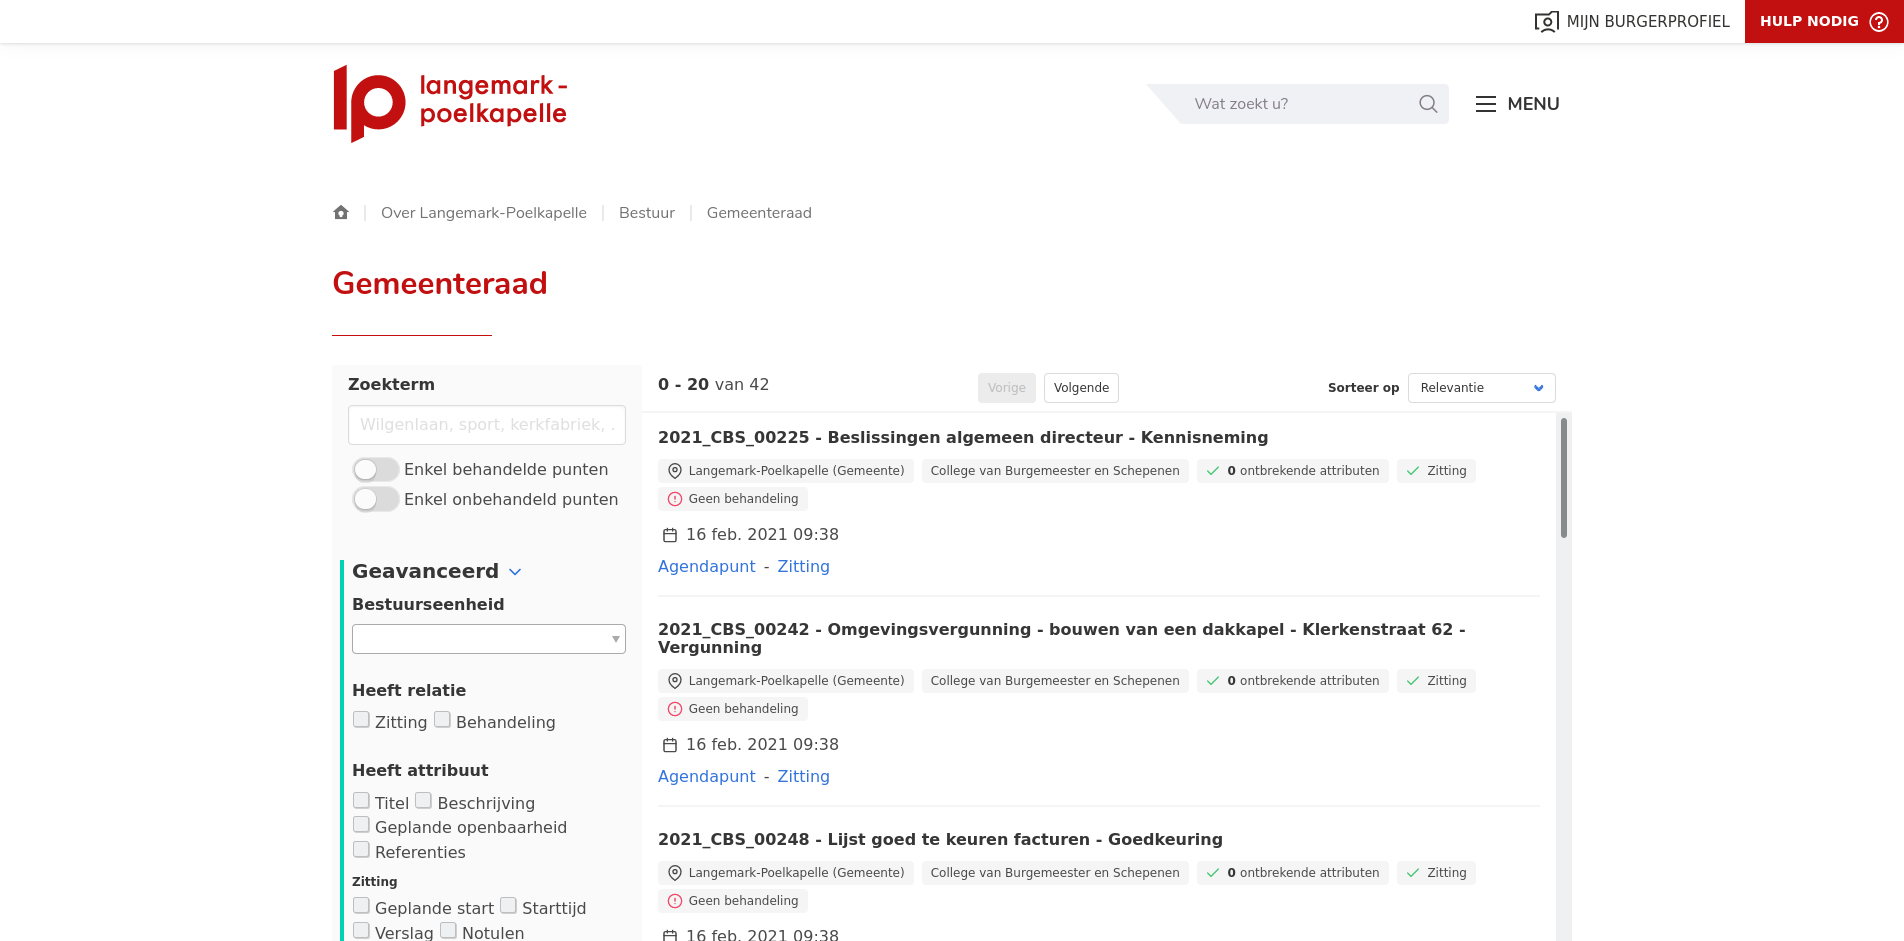 MIJN BURGERPROFIEL
HULP NODIG
langemark-
poelkapelle
Wat zoekt u?
MENU
Over Langemark-Poelkapelle
Bestuur
Gemeenteraad
Gemeenteraad
Zoekterm
Wilgenlaan, sport, kerkfabriek, .
Enkel behandelde punten
Enkel onbehandeld punten
Geavanceerd
Bestuurseenheid
Heeft relatie
Zitting Behandeling
Heeft attribuut
Titel Beschrijving
Geplande openbaarheid
Referenties
Zitting
Geplande start Starttijd
Verslag Notulen
0 - 20 van 42
Vorige Volgende
Sorteer op Relevantie
2021_CBS_00225 - Beslissingen algemeen directeur - Kennisneming
Langemark-Poelkapelle (Gemeente) College van Burgemeester en Schepenen 0 ontbrekende attributen Zitting
Geen behandeling
16 feb. 2021 09:38
Agendapunt - Zitting
2021_CBS_00242 - Omgevingsvergunning - bouwen van een dakkapel - Klerkenstraat 62 -
Vergunning
Langemark-Poelkapelle (Gemeente) College van Burgemeester en Schepenen 0 ontbrekende attributen Zitting
Geen behandeling
16 feb. 2021 09:38
Agendapunt - Zitting
2021_CBS_00248 - Lijst goed te keuren facturen - Goedkeuring
Langemark-Poelkapelle (Gemeente) College van Burgemeester en Schepenen 0 ontbrekende attributen Zitting
Geen behandeling
16 feb. 2021 09:38